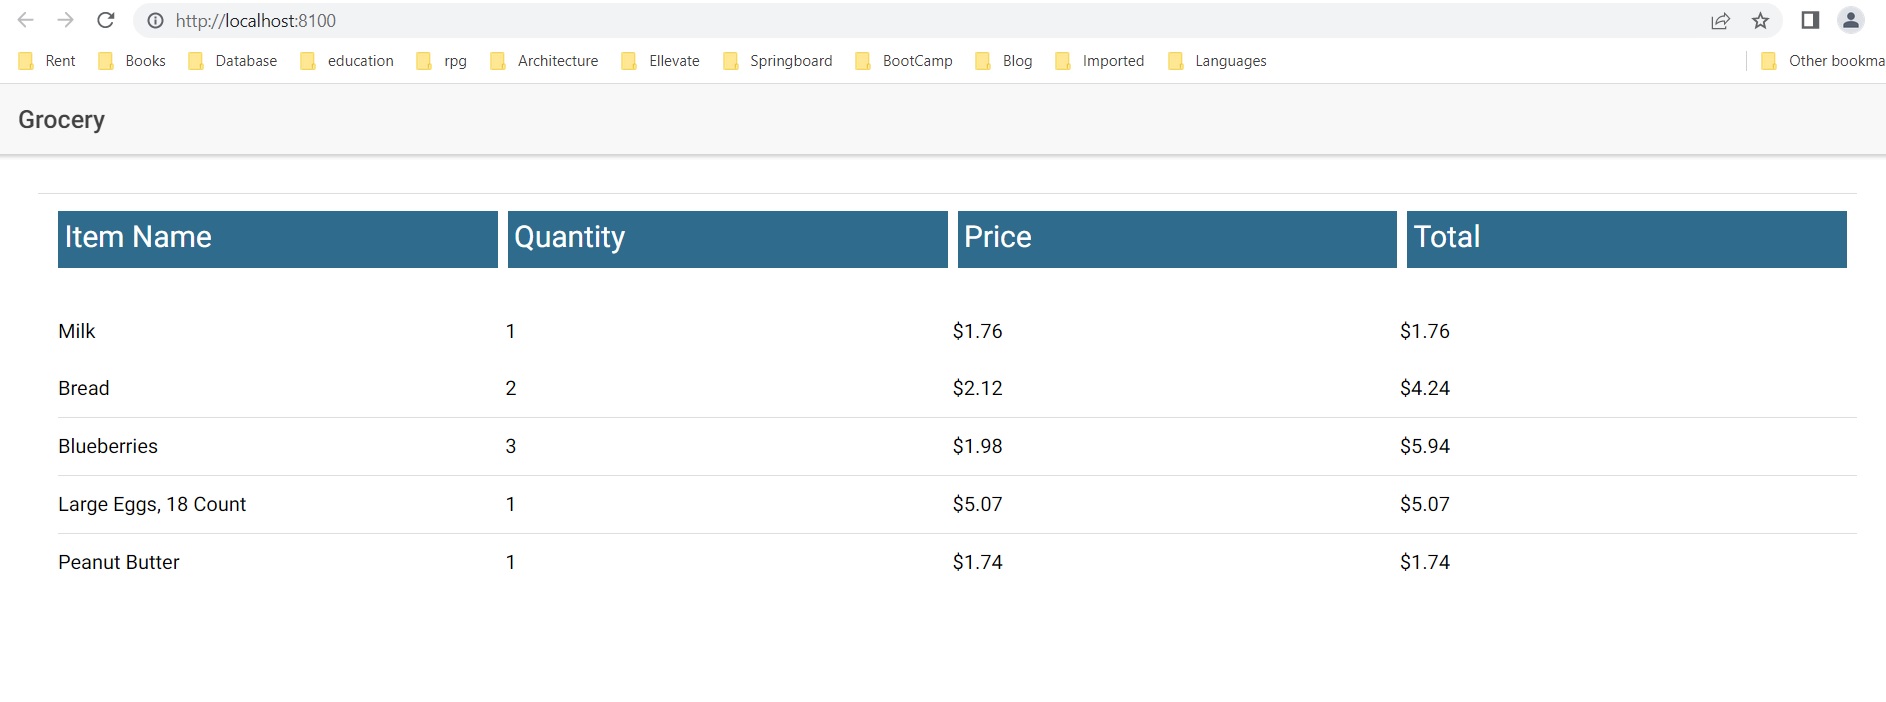 http://localhost:8100
Rent Books Database education rpg Architecture Ellevate Springboard BootCamp Blog Imported Languages Other bookma
Grocery
Item Name Quantity Price Total
Milk 1 $1.76 $1.76
Bread 2 $2.12 $4.24
Blueberries 3 $1.98 $5.94
Large Eggs, 18 Count 1 $5.07 $5.07
Peanut Butter 1 $1.74 $1.74